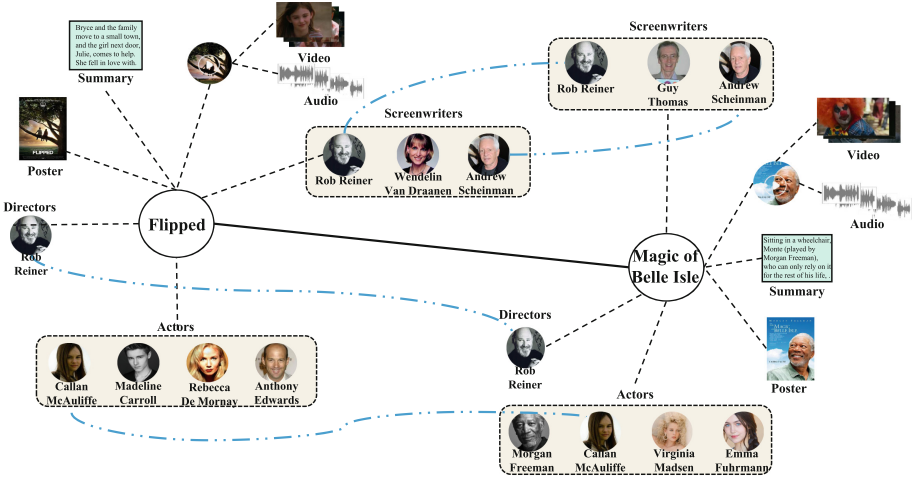 Bryce and the family
move to a small town,
and the girl next door,
Julie, comes to help.
She fell in love with.
Summary
Video
Audio
FLIPPED
Poster
Screenwriters
Rob Reiner
Wendelin
Van Draanen
Andrew
Scheinman
Screenwriters
Rob Reiner
Guy
Thomas
Andrew
Scheinman
Video
Audio
Directors
Rob
Reiner
Flipped
Magic of
Belle Isle
Sitting in a wheelchair,
Monte (played by
Morgan Freeman),
who can only rely on it
for the rest of his life, ..
Summary
MAGIC
BELLE ISLE
Poster
Directors
Rob
Reiner
Actors
Callan
McAuliffe
Madeline
Carroll
Rebecca
De Mornay
Anthony
Edwards
Actors
Morgan
Freeman
Callan
McAuliffe
Virginia
Madsen
Emma
Fuhrmann